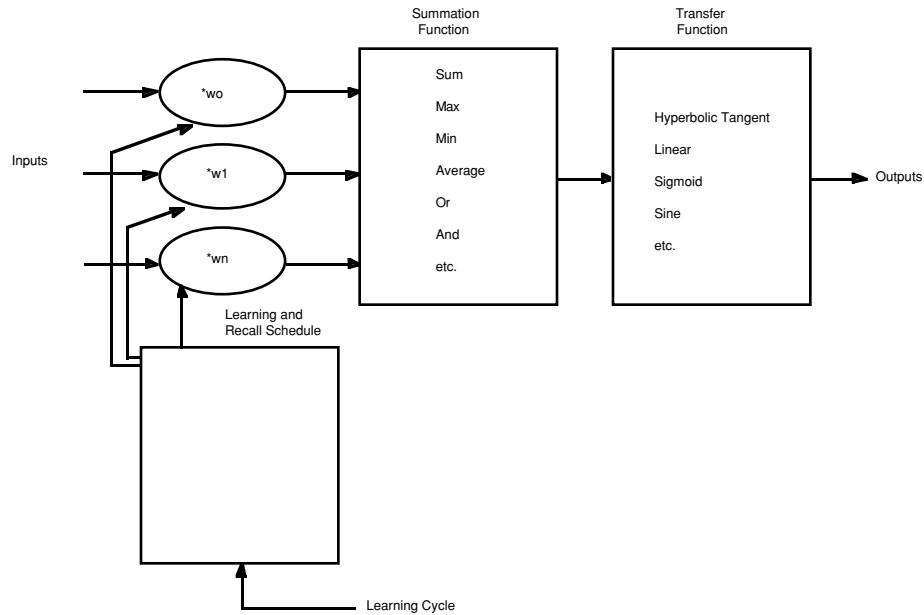 Summation
Function
Transfer
Function
Inputs
*wo
*w1
*wn
Sum
Max
Min
Average
Or
And
etc.
Hyperbolic Tangent
Linear
Sigmoid
Sine
etc.
Outputs
Learning and
Recall Schedule
Learning Cycle